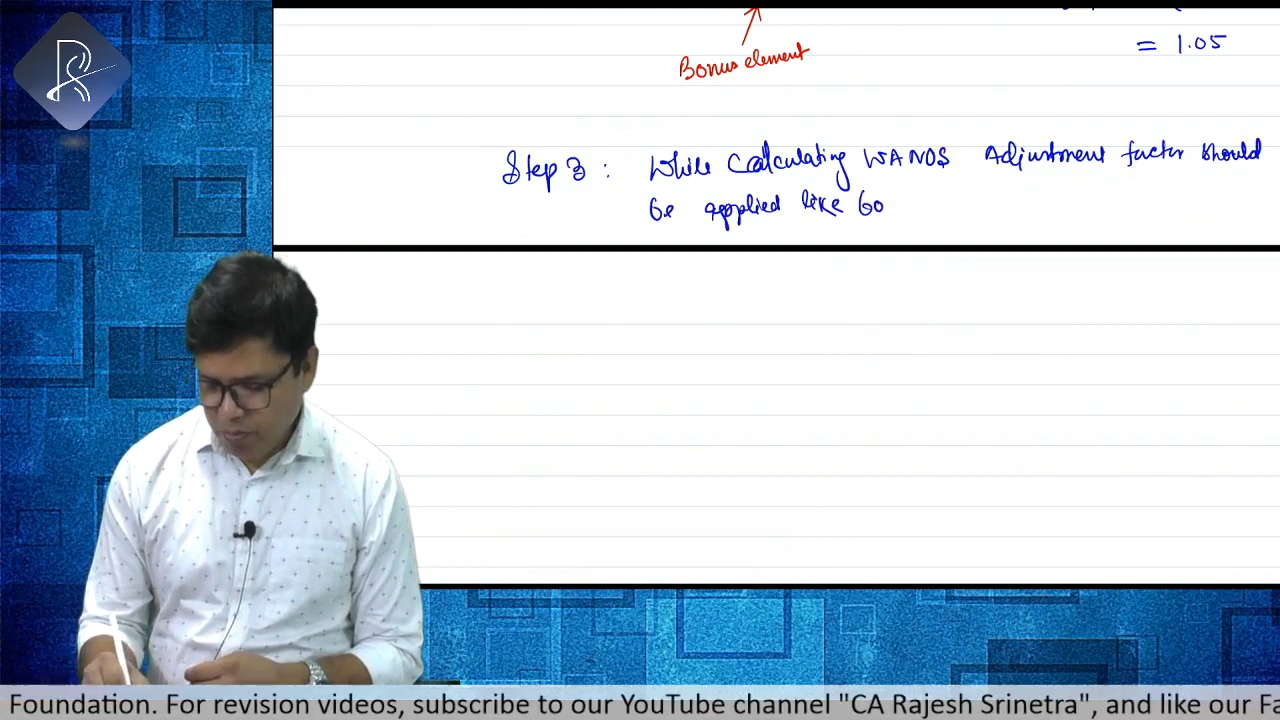 = 1.05
Bonus element
Step 3 : While Calculating WANOS Adjustment factor should
be applied like bo
Foundation. For revision videos, subscribe to our YouTube channel "CA Rajesh Srinetra", and like our Fa